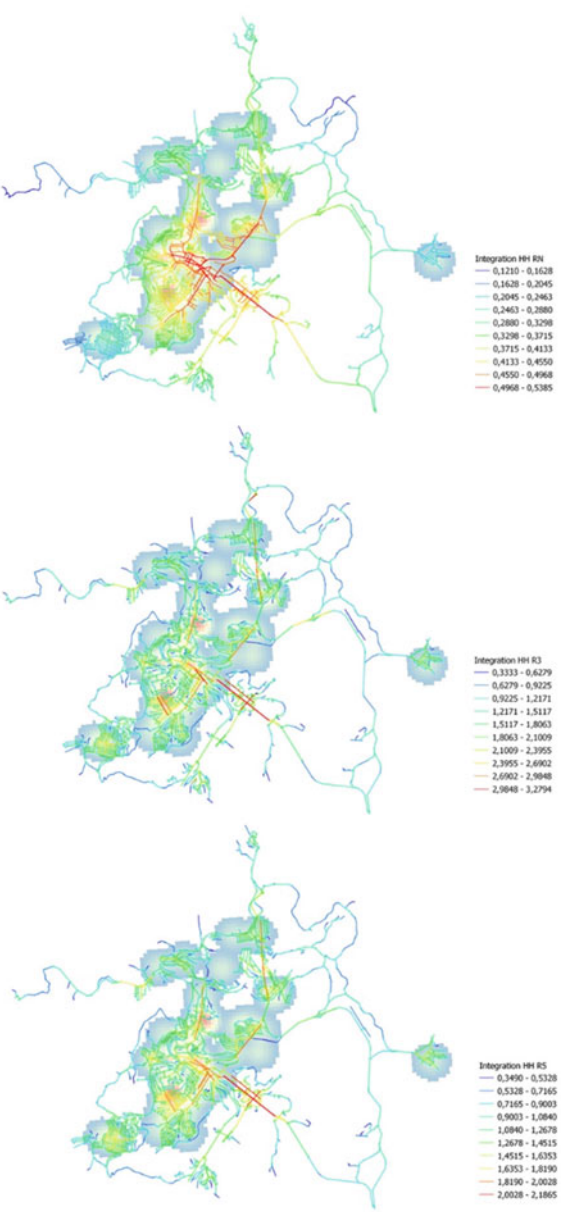 Integration HH RN
0,1210 - 0,1628
0,1628 - 0,2045
0,2045 - 0,2463
0,2463 - 0,2880
0,2880 - 0,3298
0,3298 - 0,3715
0,3715 - 0,4133
0,4133 - 0,4550
0,4550 - 0,4968
0,4968 - 0,5385
Integration HH R3
0,3333 - 0,6279
0,6279 - 0,9225
0,9225 - 1,2171
1,2171 - 1,5117
1,5117 - 1,8063
1,8063 - 2,1009
2,1009 - 2,3955
2,3955 - 2,6902
2,6902 - 2,9848
2,9848 - 3,2794
Integration HH R5
0,3490 - 0,5328
0,5328 - 0,7165
0,7165 - 0,9003
0,9003 - 1,0840
1,0840 - 1,2678
1,2678 - 1,4515
1,4515 - 1,6353
1,6353 - 1,8190
1,8190 - 2,0028
2,0028 - 2,1865